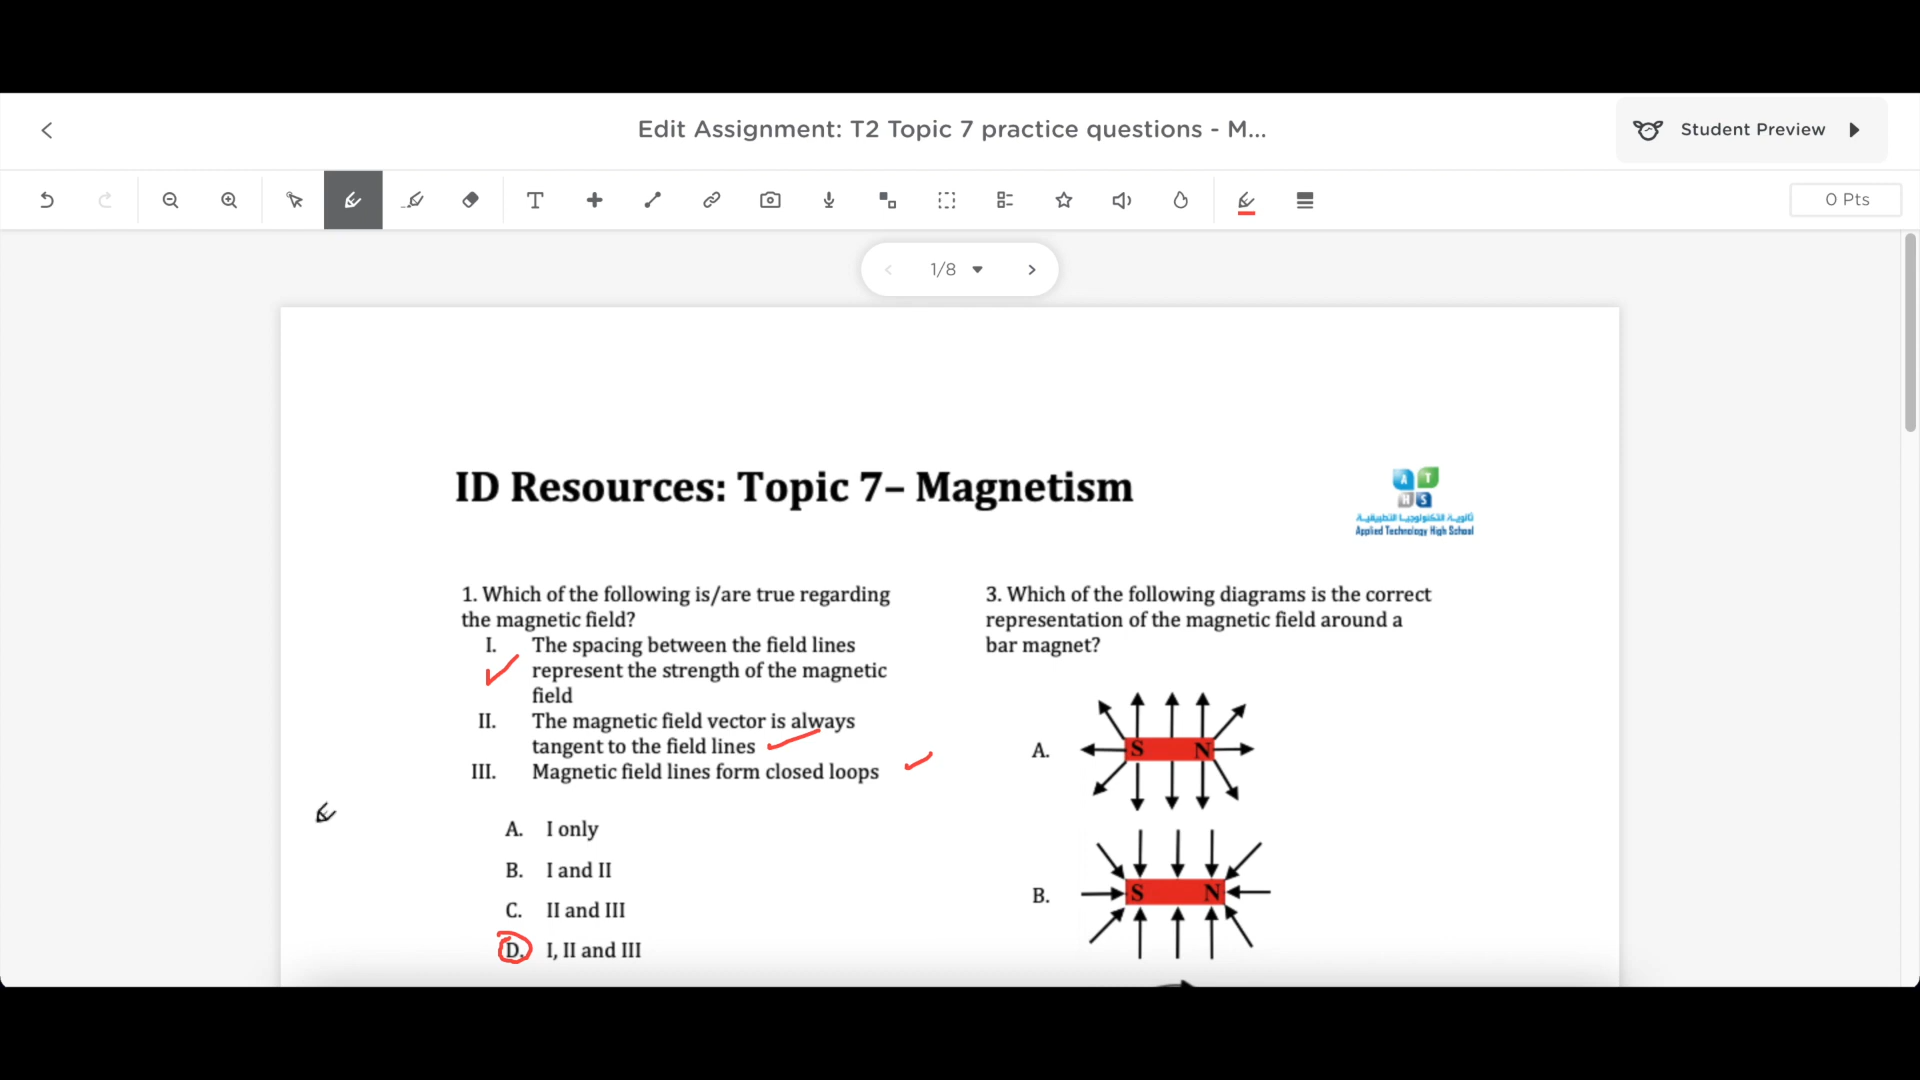 Edit Assignment: T2 Topic 7 practice questions - M...
Student Preview
T
0 Pts
1/8
ID Resources: Topic 7– Magnetism
A T
H S
ثانوية التكنولوجيا التطبيقية
Applied Technology High School
1. Which of the following is/are true regarding
the magnetic field?
I. The spacing between the field lines
represent the strength of the magnetic
field
II. The magnetic field vector is always
tangent to the field lines
III. Magnetic field lines form closed loops
A. I only
B. I and II
C. II and III
D. I, II and III
3. Which of the following diagrams is the correct
representation of the magnetic field around a
bar magnet?
A.
S N
B.
S N